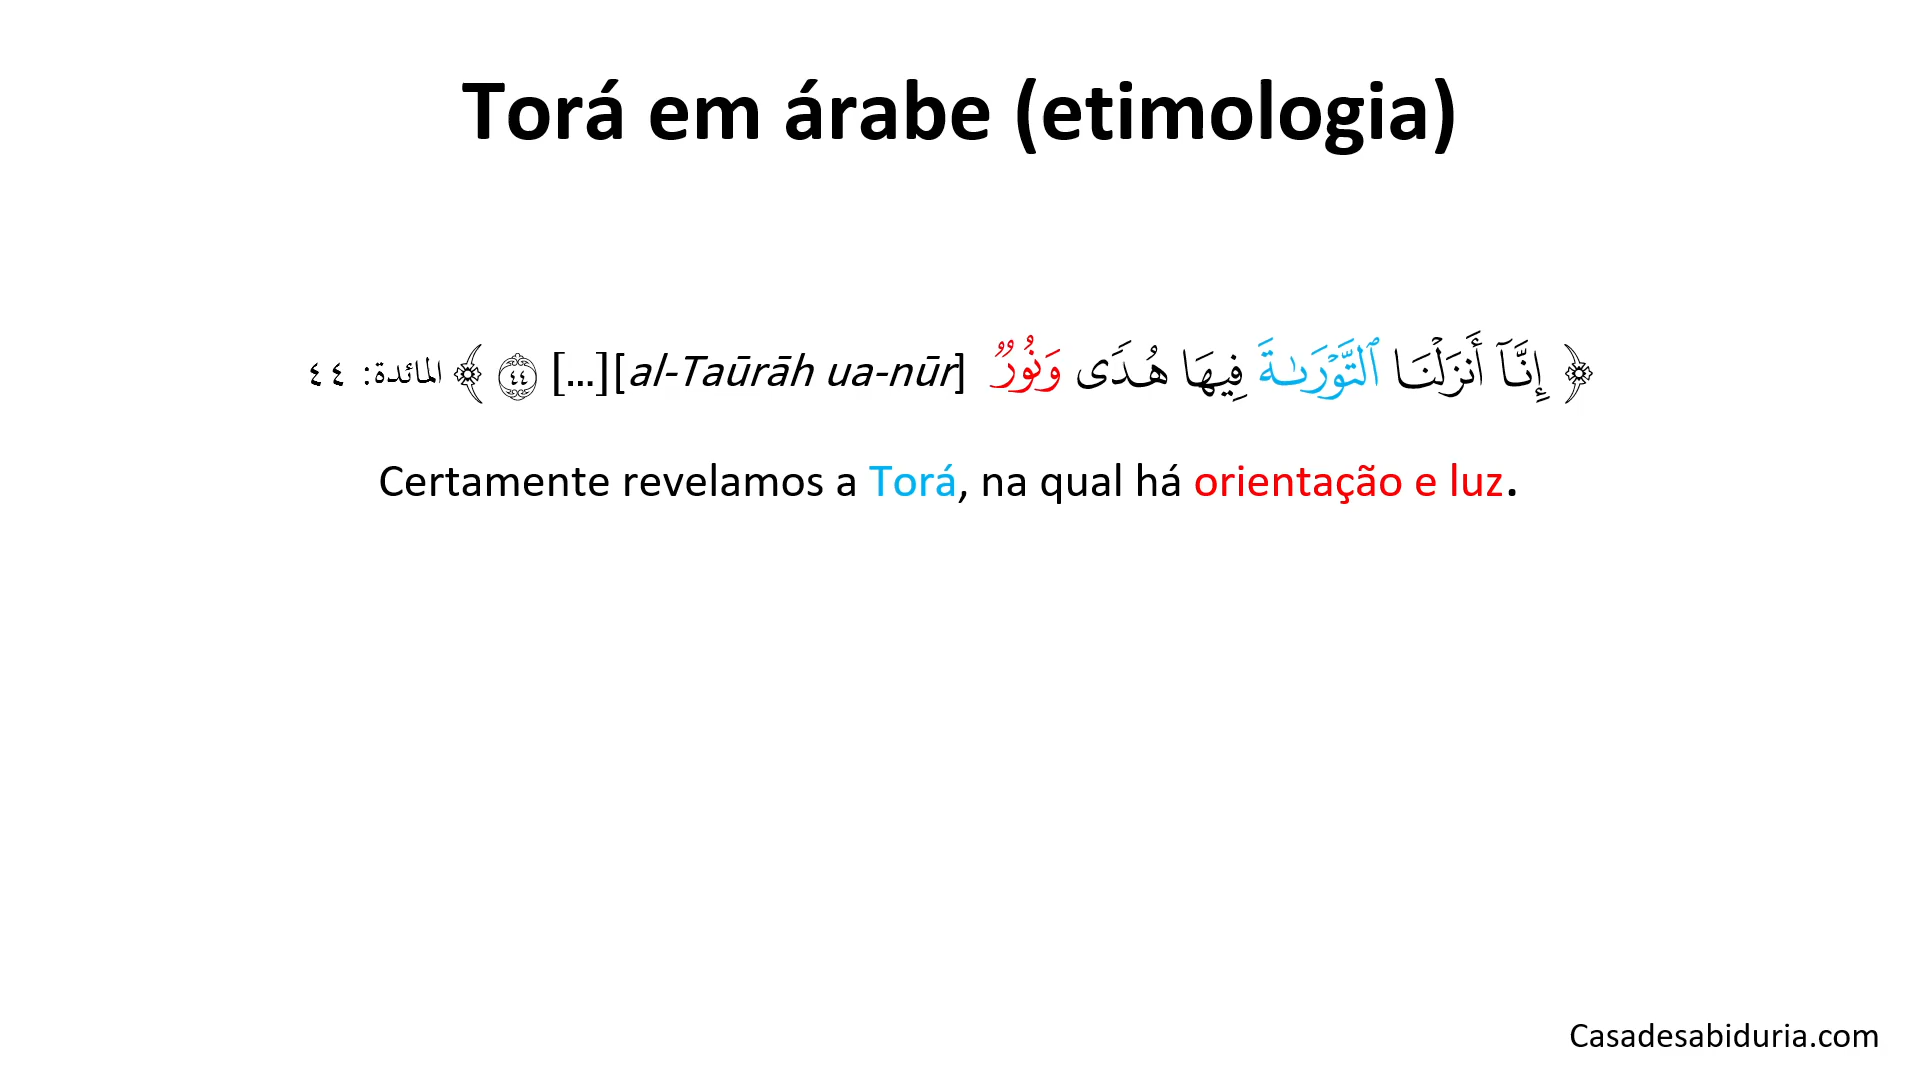 Torá em árabe (etimologia)
﴿ إِنَّآ أَنزَلْنَا ٱلتَّوْرَىٰةَ فِيهَا هُدًى وَنُورٌ [al-Taūrāh ua-nūr][...] ٤٤ ﴾ المائدة: ٤٤
Certamente revelamos a Torá, na qual há orientação e luz.
Casadesabiduria.com